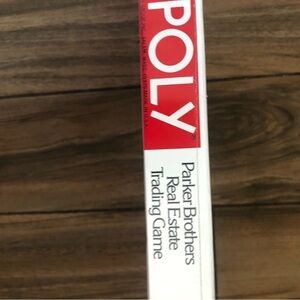 POLY
Parker Brothers
Real Estate
Trading Game